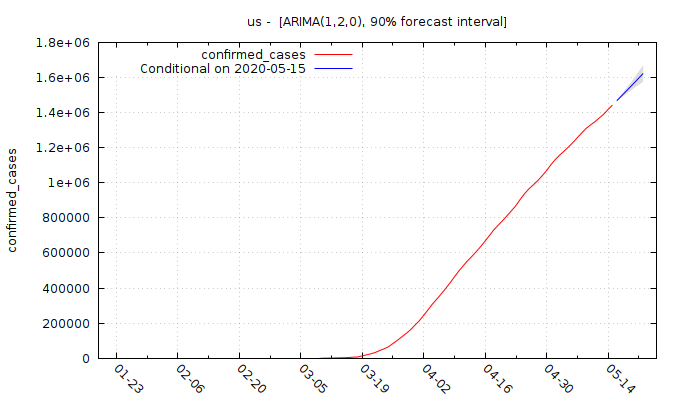 us -  [ARIMA(1,2,0), 90% forecast interval]
confirmed_cases
Conditional on 2020-05-15
1.8e+06
1.6e+06
1.4e+06
1.2e+06
1e+06
800000
600000
400000
200000
0
confirmed_cases
01-23
02-06
02-20
03-05
03-19
04-02
04-16
04-30
05-14